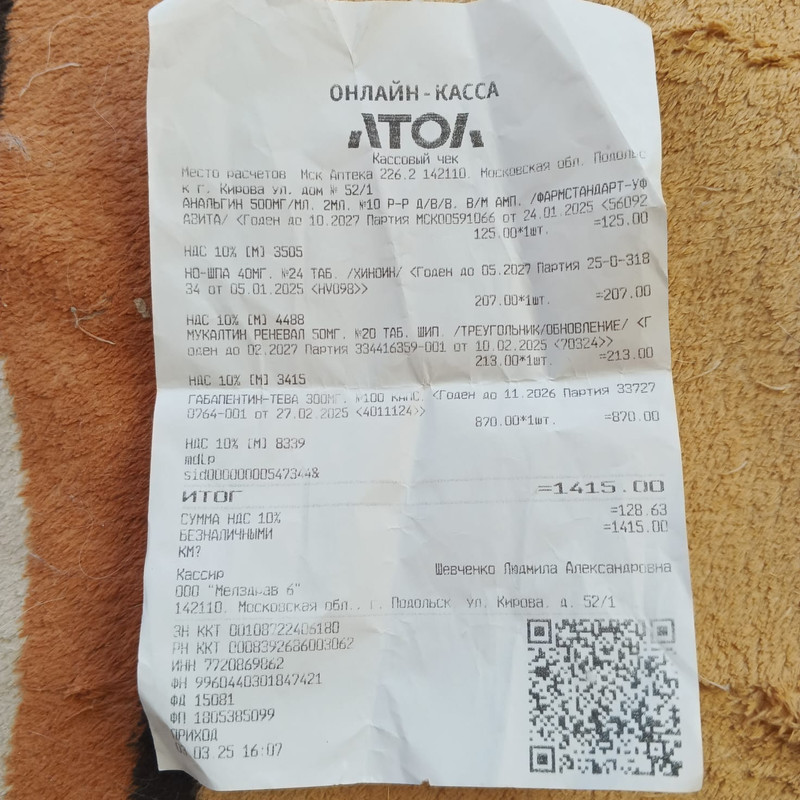 ОНЛАЙН-КАССА
АТОЛ
Кассовый чек
Место расчетов Мск Аптека 226.2 142110. Московская обл. Подольс
к г. Кирова ул. дом № 52/1
АНАЛЬГИН 500МГ/МЛ. 2МЛ. №10 Р-Р Д/В/В. В/М АМП. /ФАРМСТАНДАРТ-УФ
АВИТА/ <Годен до 10.2027 Партия МСК00591066 от 24.01.2025 <56092
125.00*1шт. =125.00
НДС 10% [М] 3505
НО-ШПА 40МГ. №24 ТАБ. /ХИНОИН/ <Годен до 05.2027 Партия 25-0-318
34 от 05.01.2025 <HV098>>
207.00*1шт. =207.00
НДС 10% [М] 4488
МУКАЛТИН РЕНЕВАЛ 50МГ. №20 ТАБ. ШИП. /ТРЕУГОЛЬНИК/ОБНОВЛЕНИЕ/ <Г
оден до 02.2027 Партия 334416359-001 от 10.02.2025 <70324>>
213.00*1шт. =213.00
НДС 10% [М] 3415
ГАБАПЕНТИН-ТЕВА 300МГ. №100 КАПС. <Годен до 11.2026 Партия 33727
0764-001 от 27.02.2025 <4011124>>
870.00*1шт. =870.00
НДС 10% [М] 8339
mdlp
sid00000000547344&
ИТОГ =1415.00
СУММА НДС 10% =128.63
БЕЗНАЛИЧНЫМИ =1415.00
КМ?
Кассир Шевченко Людмила Александровна
ООО "Мелздрав 6"
142110. Московская обл.. г. Подольск ул. Кирова. д. 52/1
ЗН ККТ 00108722406180
РН ККТ 0008392686003062
ИНН 7720869862
ФН 9960440301847421
ФД 15081
ФП 1805385099
ПРИХОД
03 25 16:07